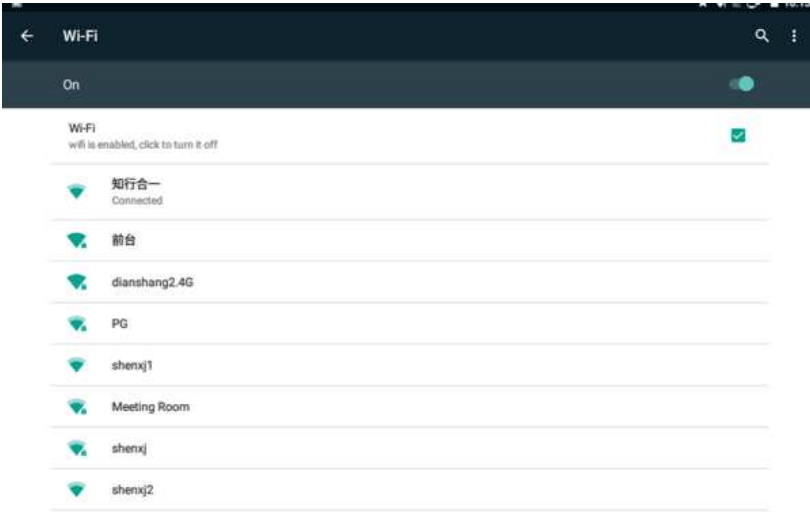 Wi-Fi
On
Wi-Fi
wifi is enabled, click to turn it off
知行合一
Connected
前台
dianshang2.4G
PG
shenxj1
Meeting Room
shenxj
shenxj2